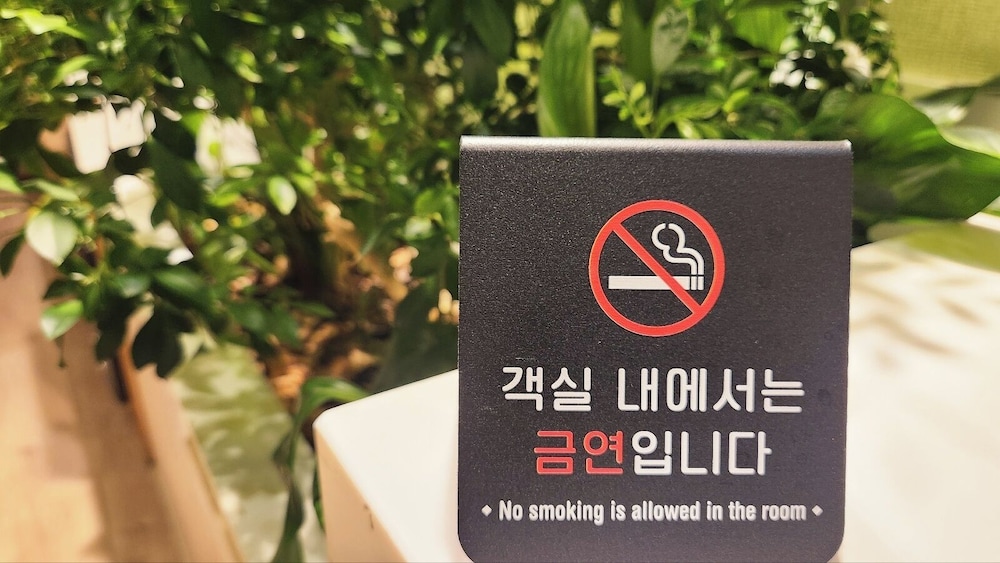 객실 내에서는
금연입니다
◆ No smoking is allowed in the room ◆